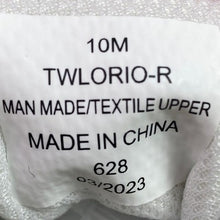 10M
TWLORIO-R
MAN MADE/TEXTILE UPPER
MADE IN CHINA
628
03/2023